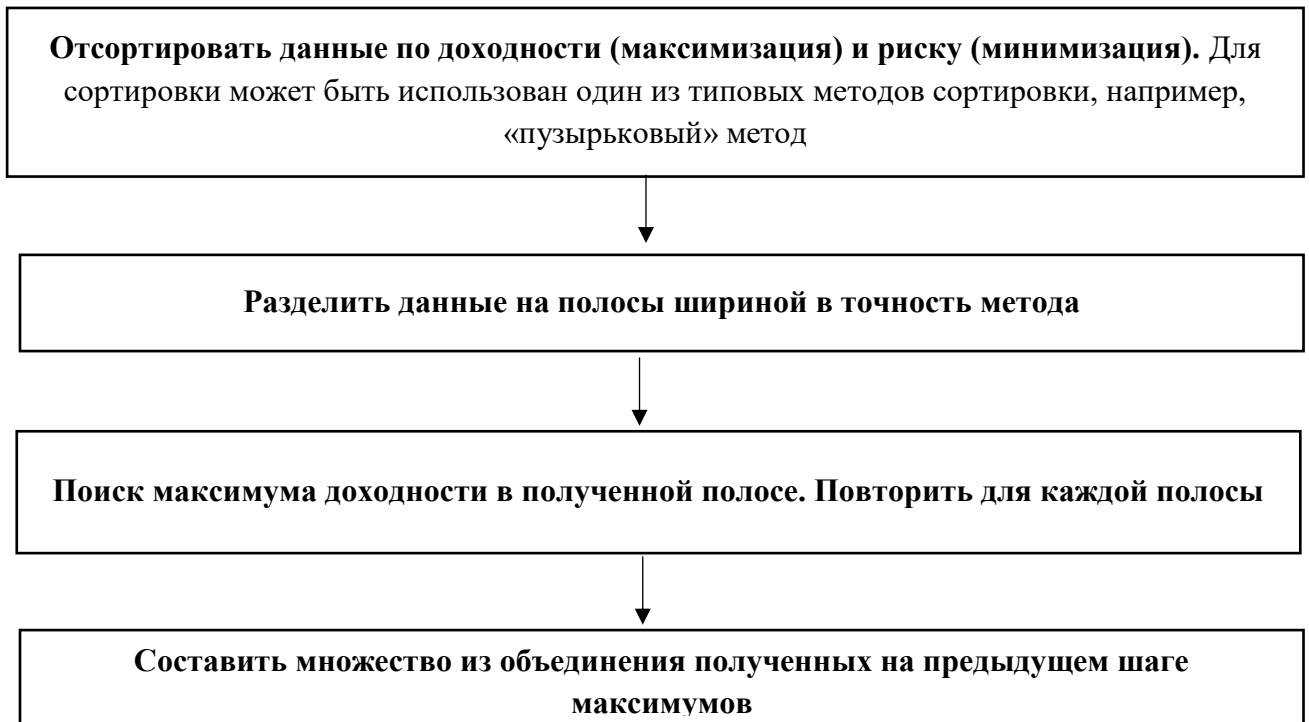 Отсортировать данные по доходности (максимизация) и риску (минимизация). Для
сортировки может быть использован один из типовых методов сортировки, например,
«пузырьковый» метод
Разделить данные на полосы шириной в точность метода
Поиск максимума доходности в полученной полосе. Повторить для каждой полосы
Составить множество из объединения полученных на предыдущем шаге
максимумов